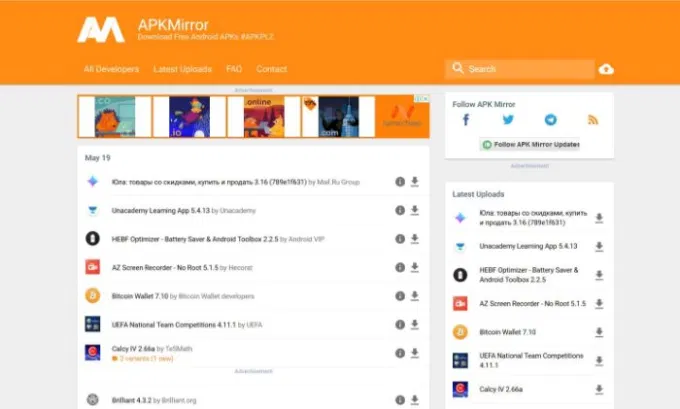 APKMirror
Download Free Android APKs #APKPLZ
All Developers Latest Uploads FAQ Contact
Search
Advertisement
.co
.io
.online
.com
Follow APK Mirror
Follow APK Mirror Updates
Advertisement
May 19
Юла: товары со скидками, купить и продать 3.16 (789e1f631) by Mail.Ru Group
Unacademy Learning App 5.4.13 by Unacademy
HEBF Optimizer - Battery Saver & Android Toolbox 2.2.5 by Android VIP
AZ Screen Recorder - No Root 5.1.5 by Hecorat
Bitcoin Wallet 7.10 by Bitcoin Wallet developers
UEFA National Team Competitions 4.11.1 by UEFA
Calcy IV 2.66a by TeSMath
2 variants (1 new)
Advertisement
Brilliant 4.3.2 by Brilliant.org
Latest Uploads
Юла: товары со скидками, купить
и продать 3.16 (789e1f631)
Unacademy Learning App 5.4.13
HEBF Optimizer - Battery Saver &
Android Toolbox 2.2.5
AZ Screen Recorder - No Root 5.1.5
Bitcoin Wallet 7.10
UEFA National Team Competitions
4.11.1
Calcy IV 2.66a